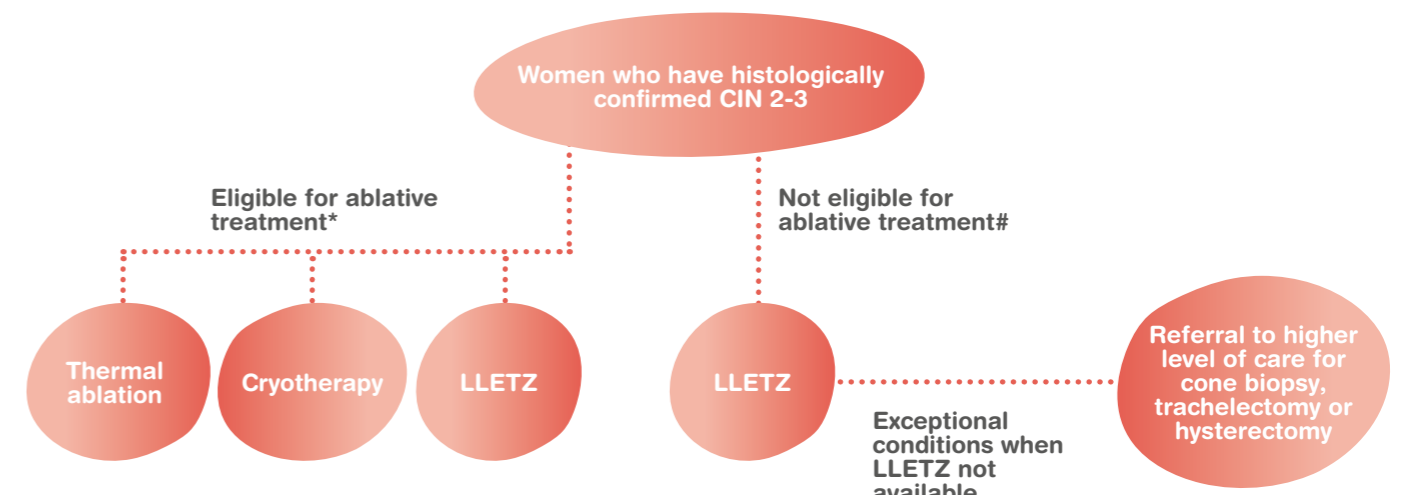 Women who have histologically
confirmed CIN 2-3
Eligible for ablative
treatment*
Not eligible for
ablative treatment#
Thermal
ablation
Cryotherapy
LLETZ
LLETZ
Exceptional
conditions when
LLETZ not
available
Referral to higher
level of care for
cone biopsy,
trachelectomy or
hysterectomy